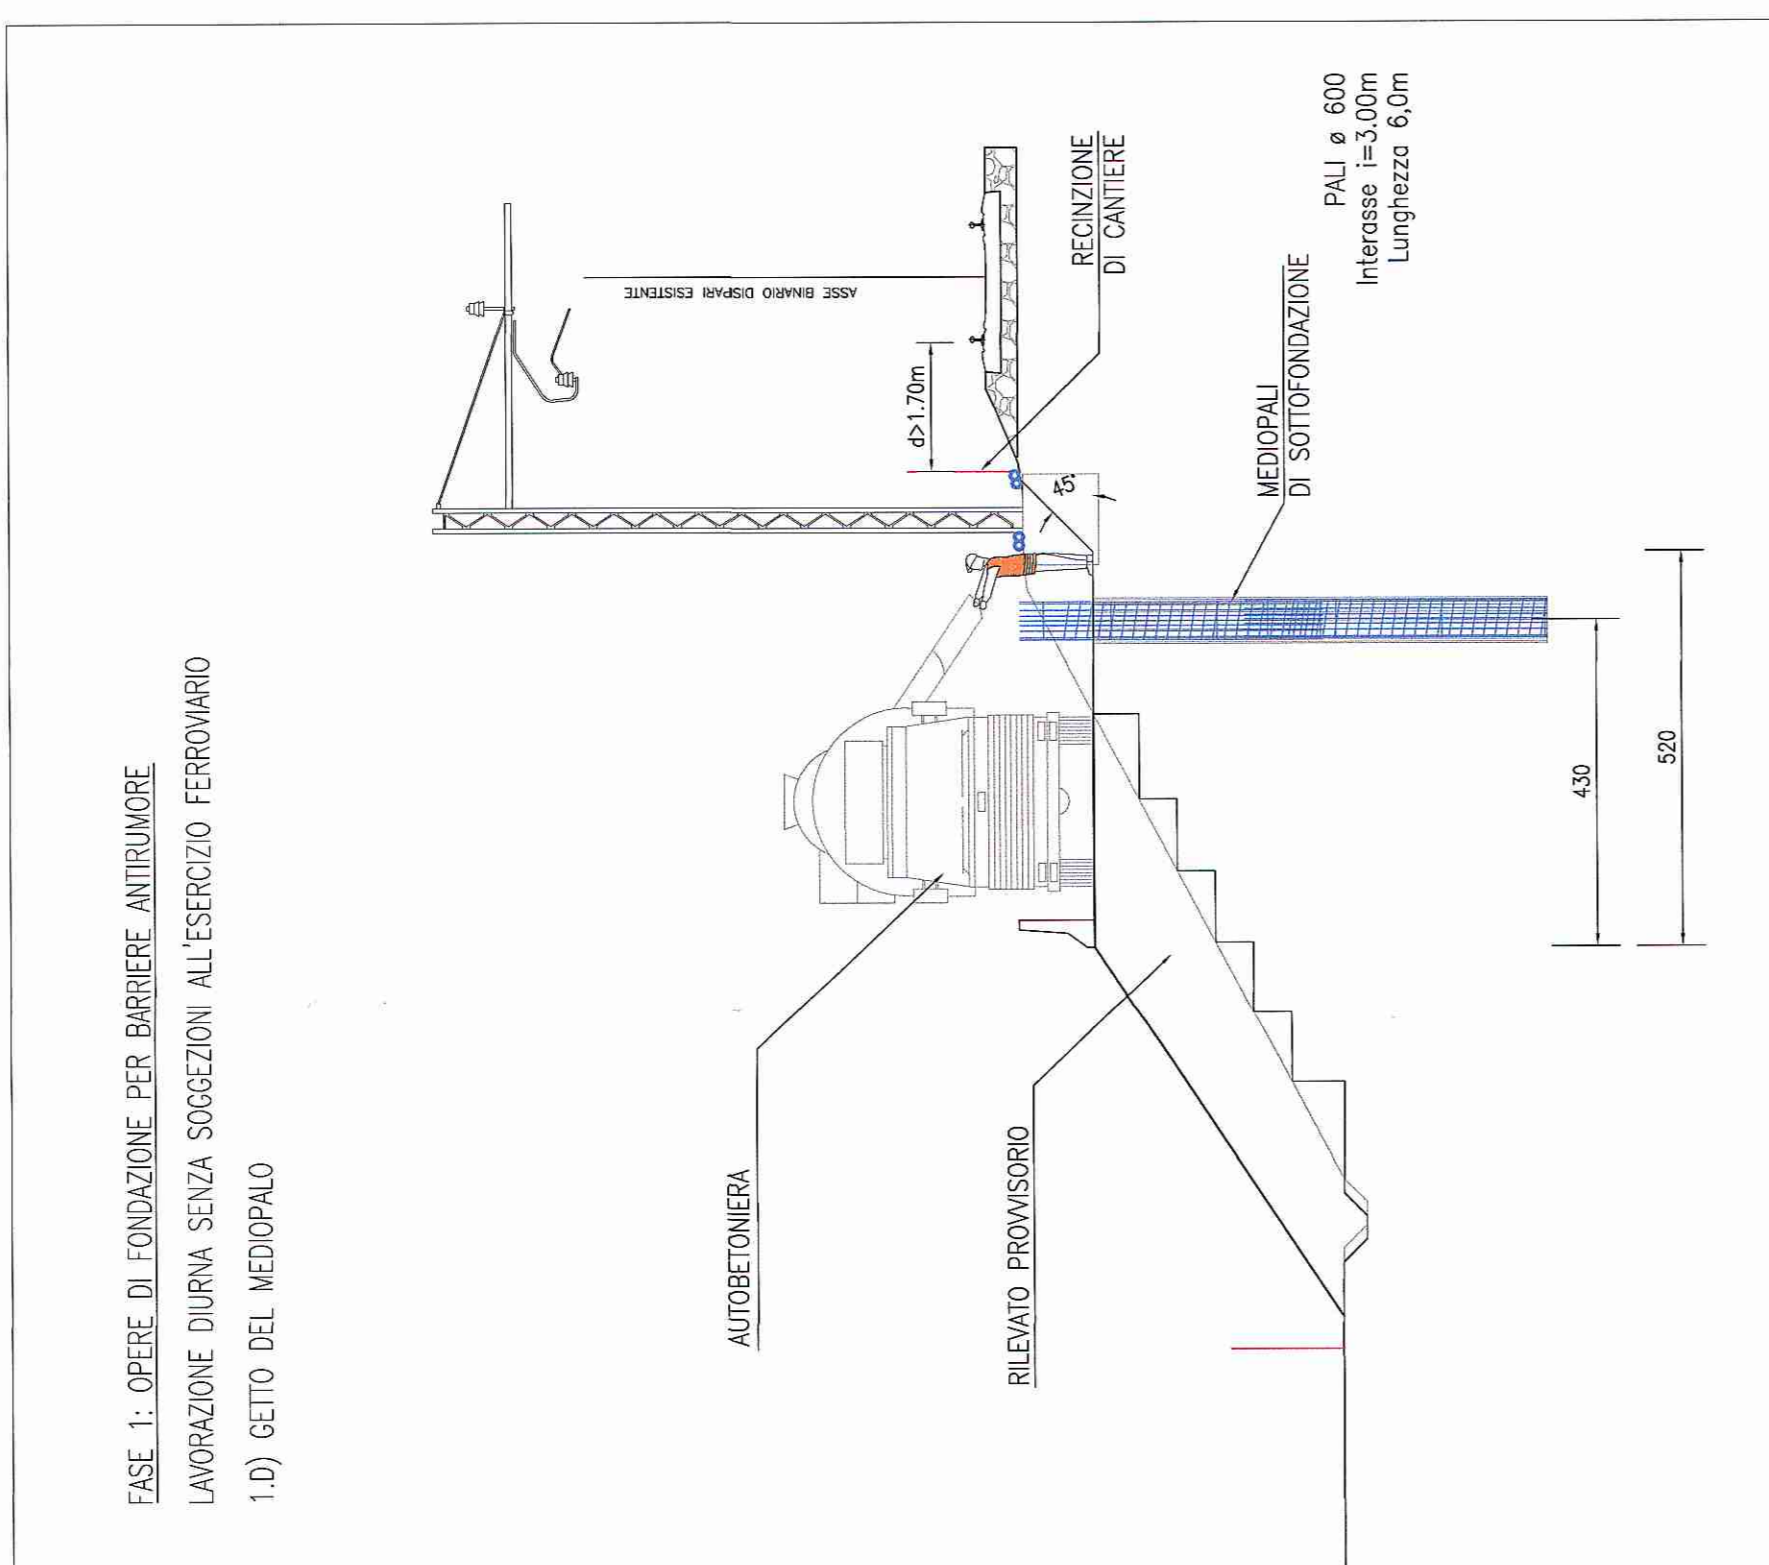 FASE 1: OPERE DI FONDAZIONE PER BARRIERE ANTIRUMORE
LAVORAZIONE DIURNA SENZA SOGGEZIONI ALL'ESERCIZIO FERROVIARIO
1.D) GETTO DEL MEDIOPALO
ASSE BINARIO DISPARI ESISTENTE
d>1.70m
RECINZIONE
DI CANTIERE
45°
AUTOBETONIERA
RILEVATO PROVVISORIO
MEDIOPALI
DI SOTTOFONDAZIONE
PALI ø 600
Interasse i=3.00m
Lunghezza 6,0m
430
520